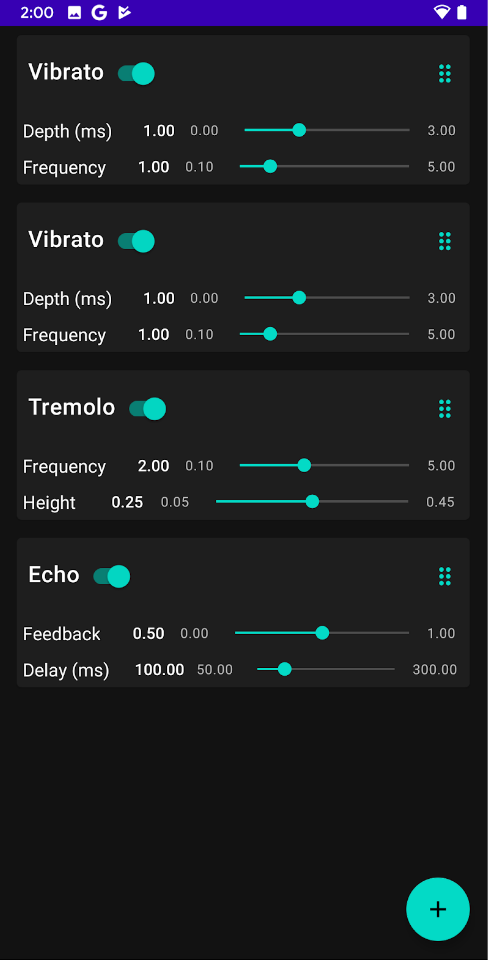 2:00
Vibrato
Depth (ms) 1.00 0.00 3.00
Frequency 1.00 0.10 5.00
Vibrato
Depth (ms) 1.00 0.00 3.00
Frequency 1.00 0.10 5.00
Tremolo
Frequency 2.00 0.10 5.00
Height 0.25 0.05 0.45
Echo
Feedback 0.50 0.00 1.00
Delay (ms) 100.00 50.00 300.00
+